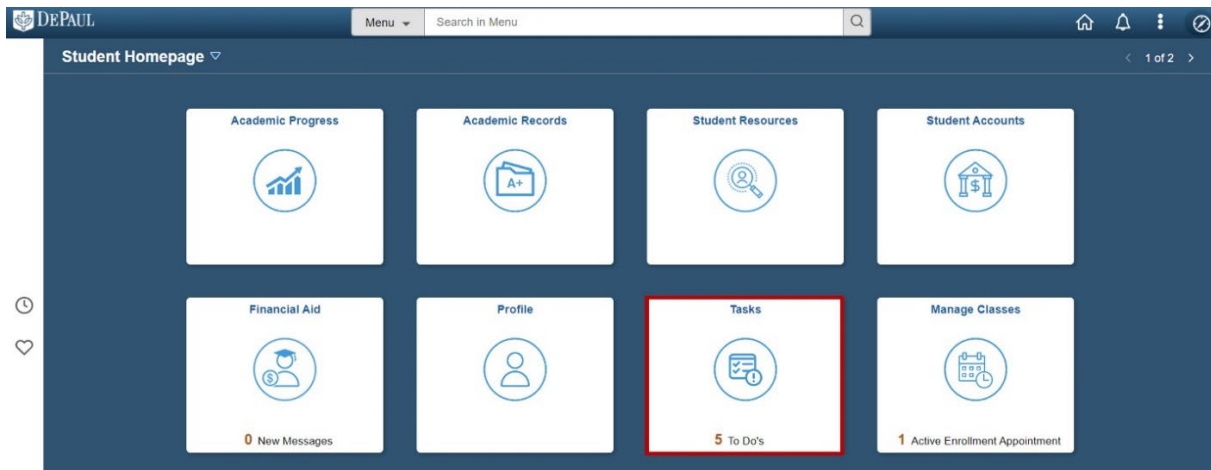 DEPAUL
Menu
Search in Menu
Student Homepage
1 of 2
Academic Progress
Academic Records
A+
Student Resources
Student Accounts
$
Financial Aid
$
0 New Messages
Profile
Tasks
5 To Do's
Manage Classes
1 Active Enrollment Appointment